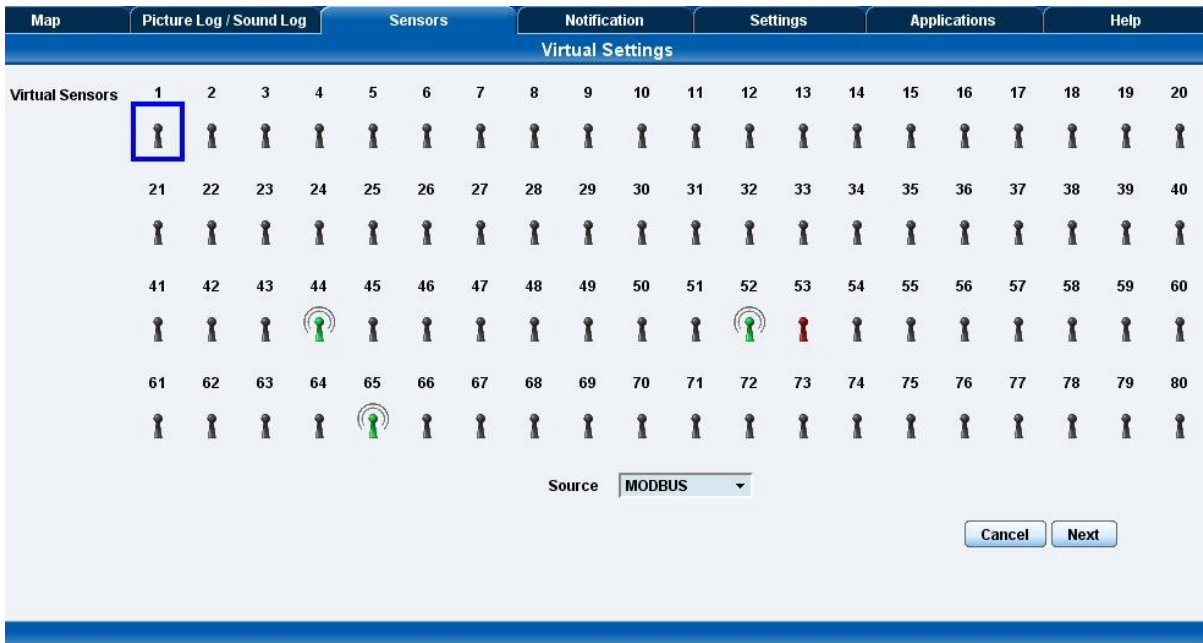 Map Picture Log / Sound Log Sensors Notification Settings Applications Help
Virtual Settings
Virtual Sensors 1 2 3 4 5 6 7 8 9 10 11 12 13 14 15 16 17 18 19 20
21 22 23 24 25 26 27 28 29 30 31 32 33 34 35 36 37 38 39 40
41 42 43 44 45 46 47 48 49 50 51 52 53 54 55 56 57 58 59 60
61 62 63 64 65 66 67 68 69 70 71 72 73 74 75 76 77 78 79 80
Source MODBUS
Cancel Next